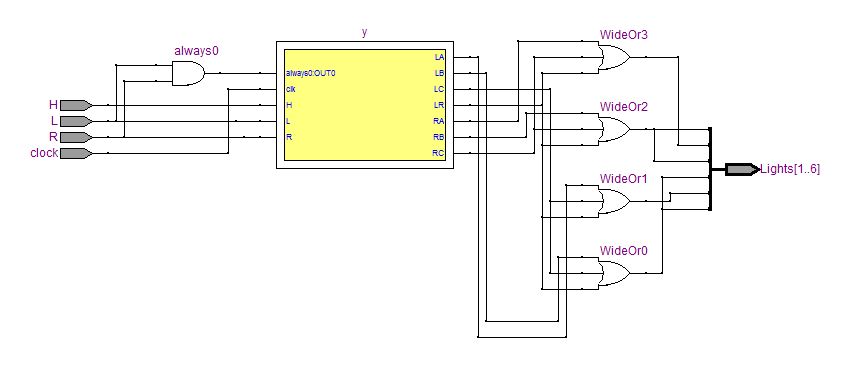 always0
H
L
R
clock
y
always0:OUT0
clk
H
L
R
LA
LB
LC
LR
RA
RB
RC
WideOr3
WideOr2
WideOr1
WideOr0
Lights[1..6]